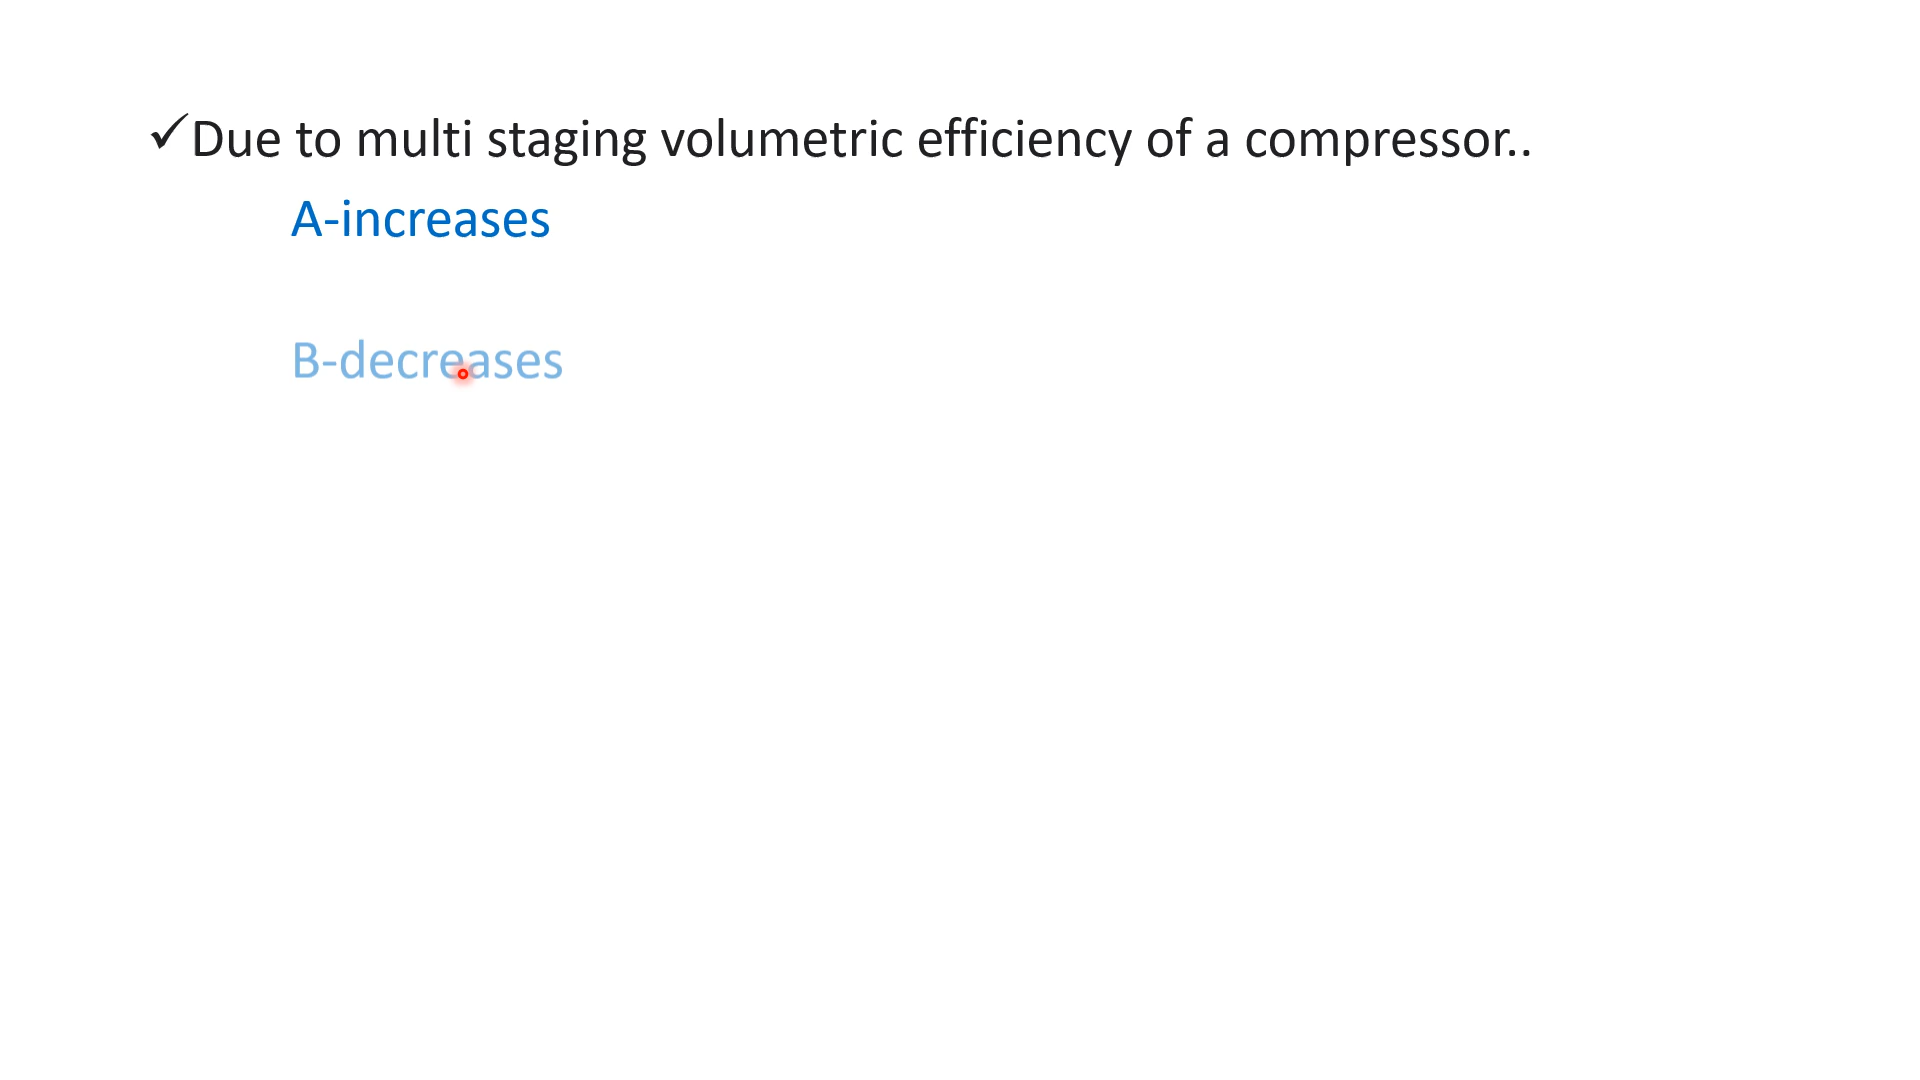 ✓Due to multi staging volumetric efficiency of a compressor..
A-increases
B-decreases